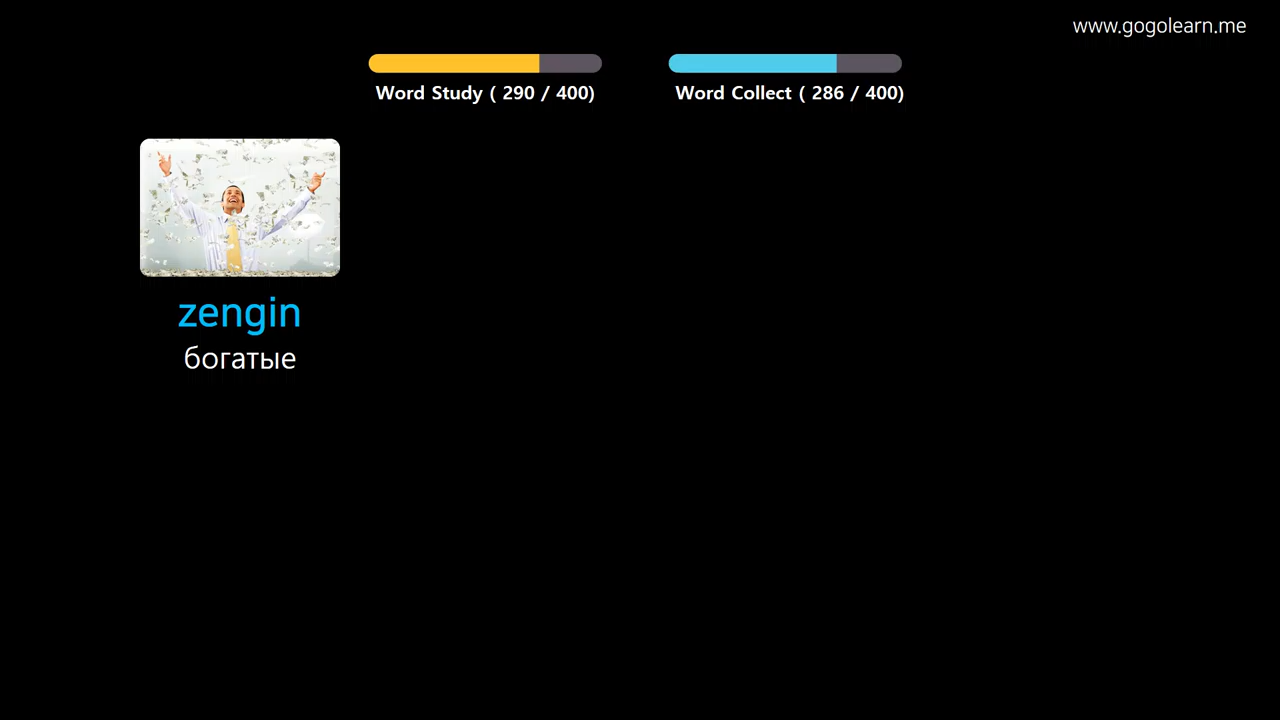 www.gogolearn.me
Word Study ( 290 / 400)
Word Collect ( 286 / 400)
zengin
богатые